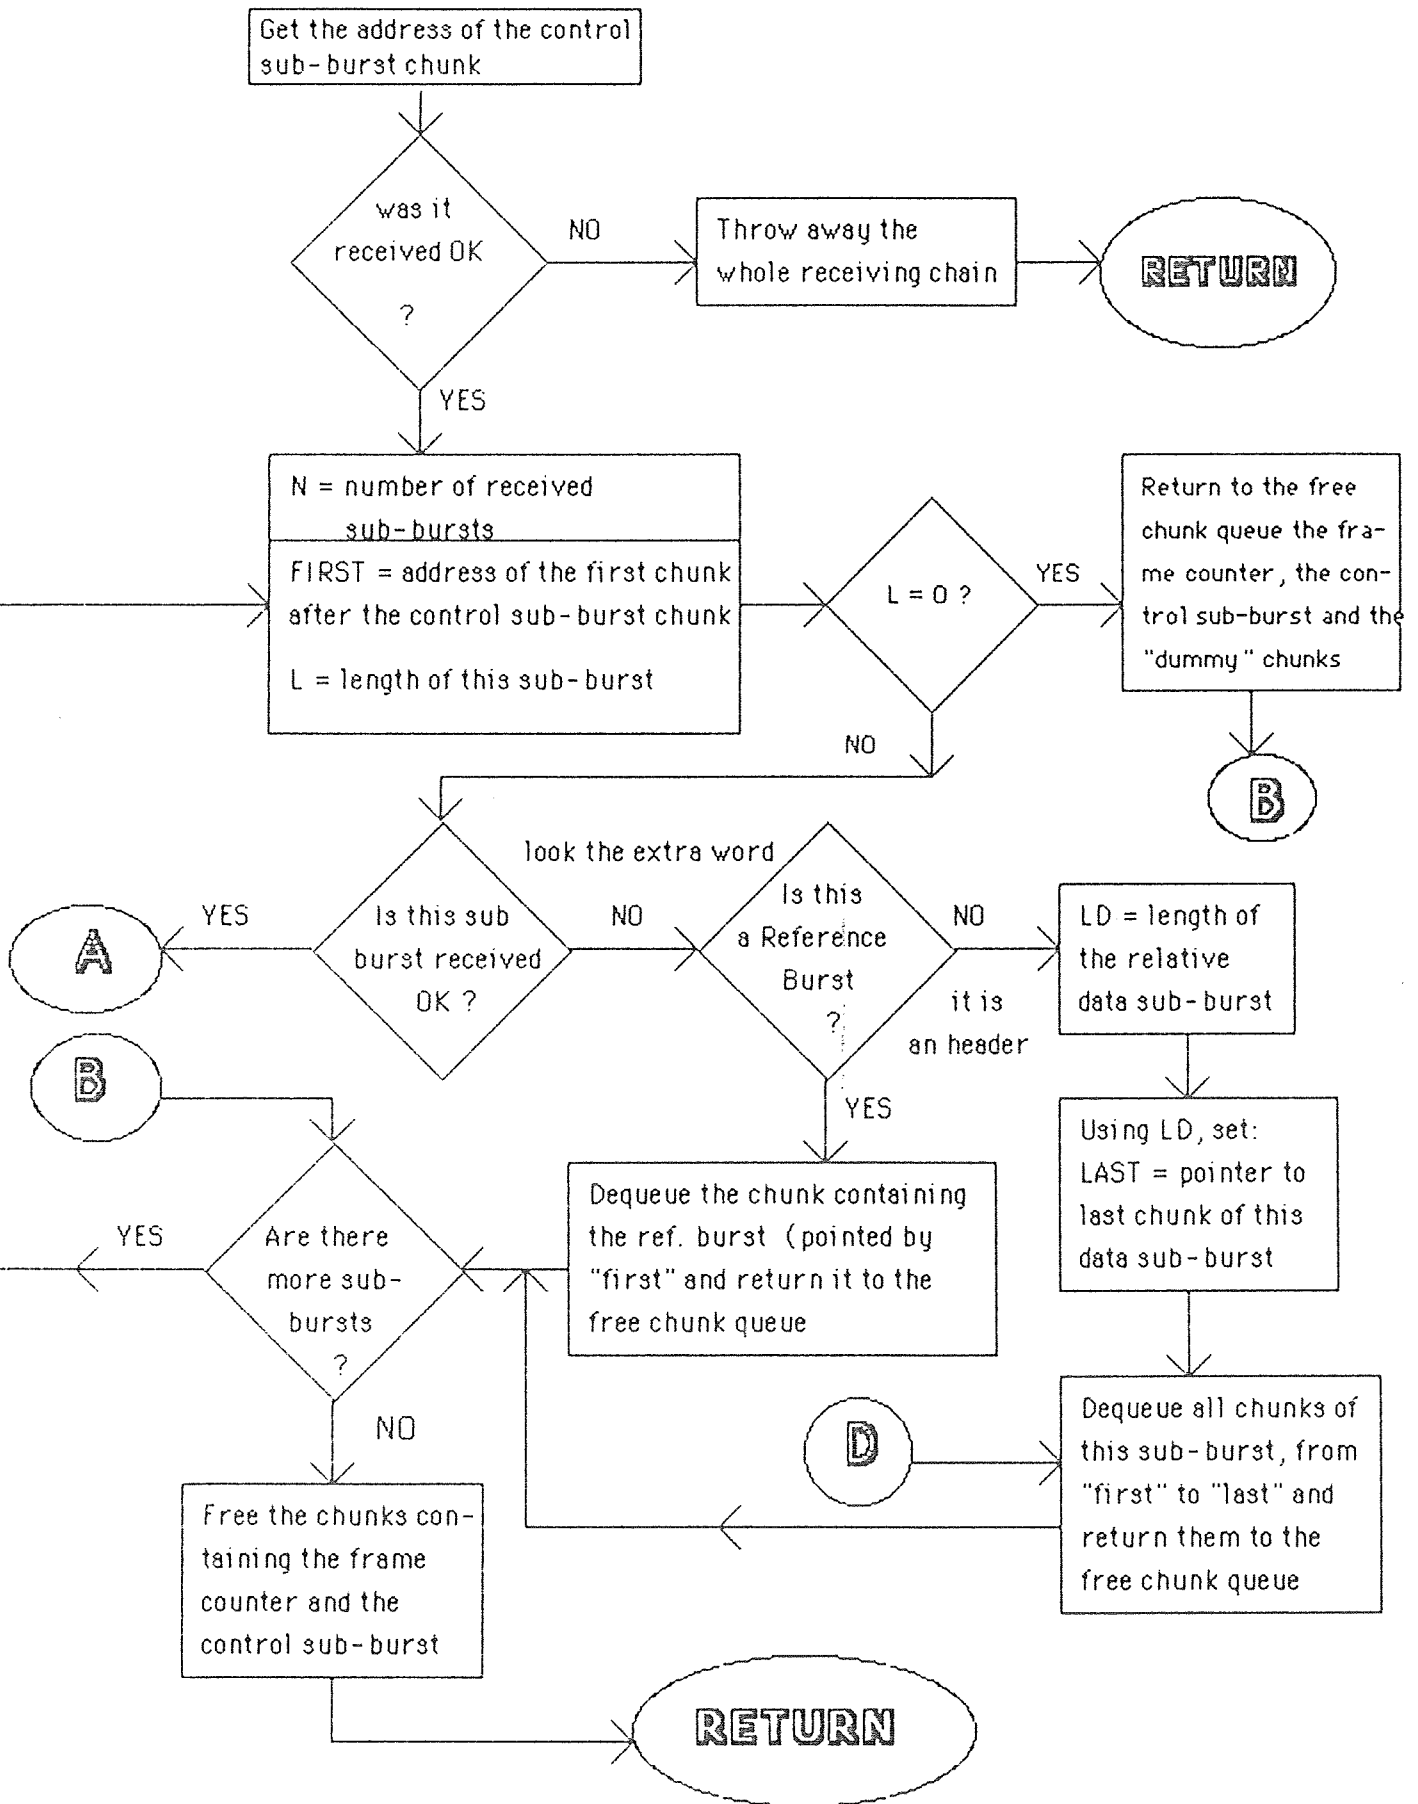 Get the address of the control
sub-burst chunk
was it
received OK
?
NO
Throw away the
whole receiving chain
RETURN
YES
N = number of received
sub-bursts
FIRST = address of the first chunk
after the control sub-burst chunk
L = length of this sub-burst
L = 0 ?
YES
Return to the free
chunk queue the fra-
me counter, the con-
trol sub-burst and the
"dummy" chunks
NO
B
look the extra word
A
YES
Is this sub
burst received
OK ?
NO
Is this
a Reference
Burst
?
NO
it is
an header
LD = length of
the relative
data sub-burst
B
YES
Using LD, set:
LAST = pointer to
last chunk of this
data sub-burst
YES
Are there
more sub-
bursts
?
Dequeue the chunk containing
the ref. burst (pointed by
"first" and return it to the
free chunk queue
NO
D
Dequeue all chunks of
this sub-burst, from
"first" to "last" and
return them to the
free chunk queue
Free the chunks con-
taining the frame
counter and the
control sub-burst
RETURN